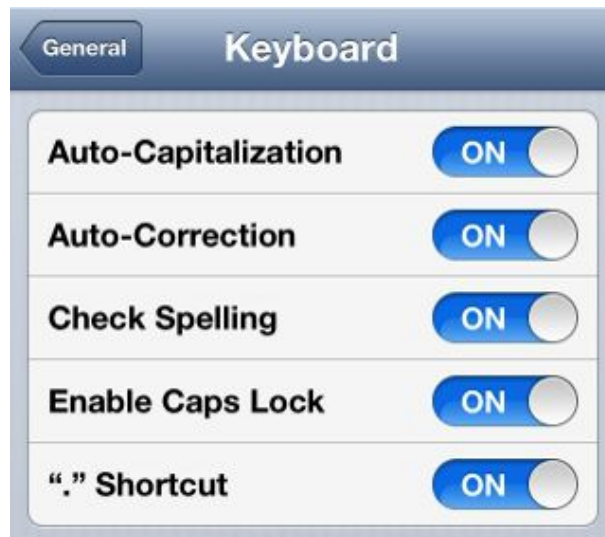 General Keyboard
Auto-Capitalization ON
Auto-Correction ON
Check Spelling ON
Enable Caps Lock ON
“.” Shortcut ON